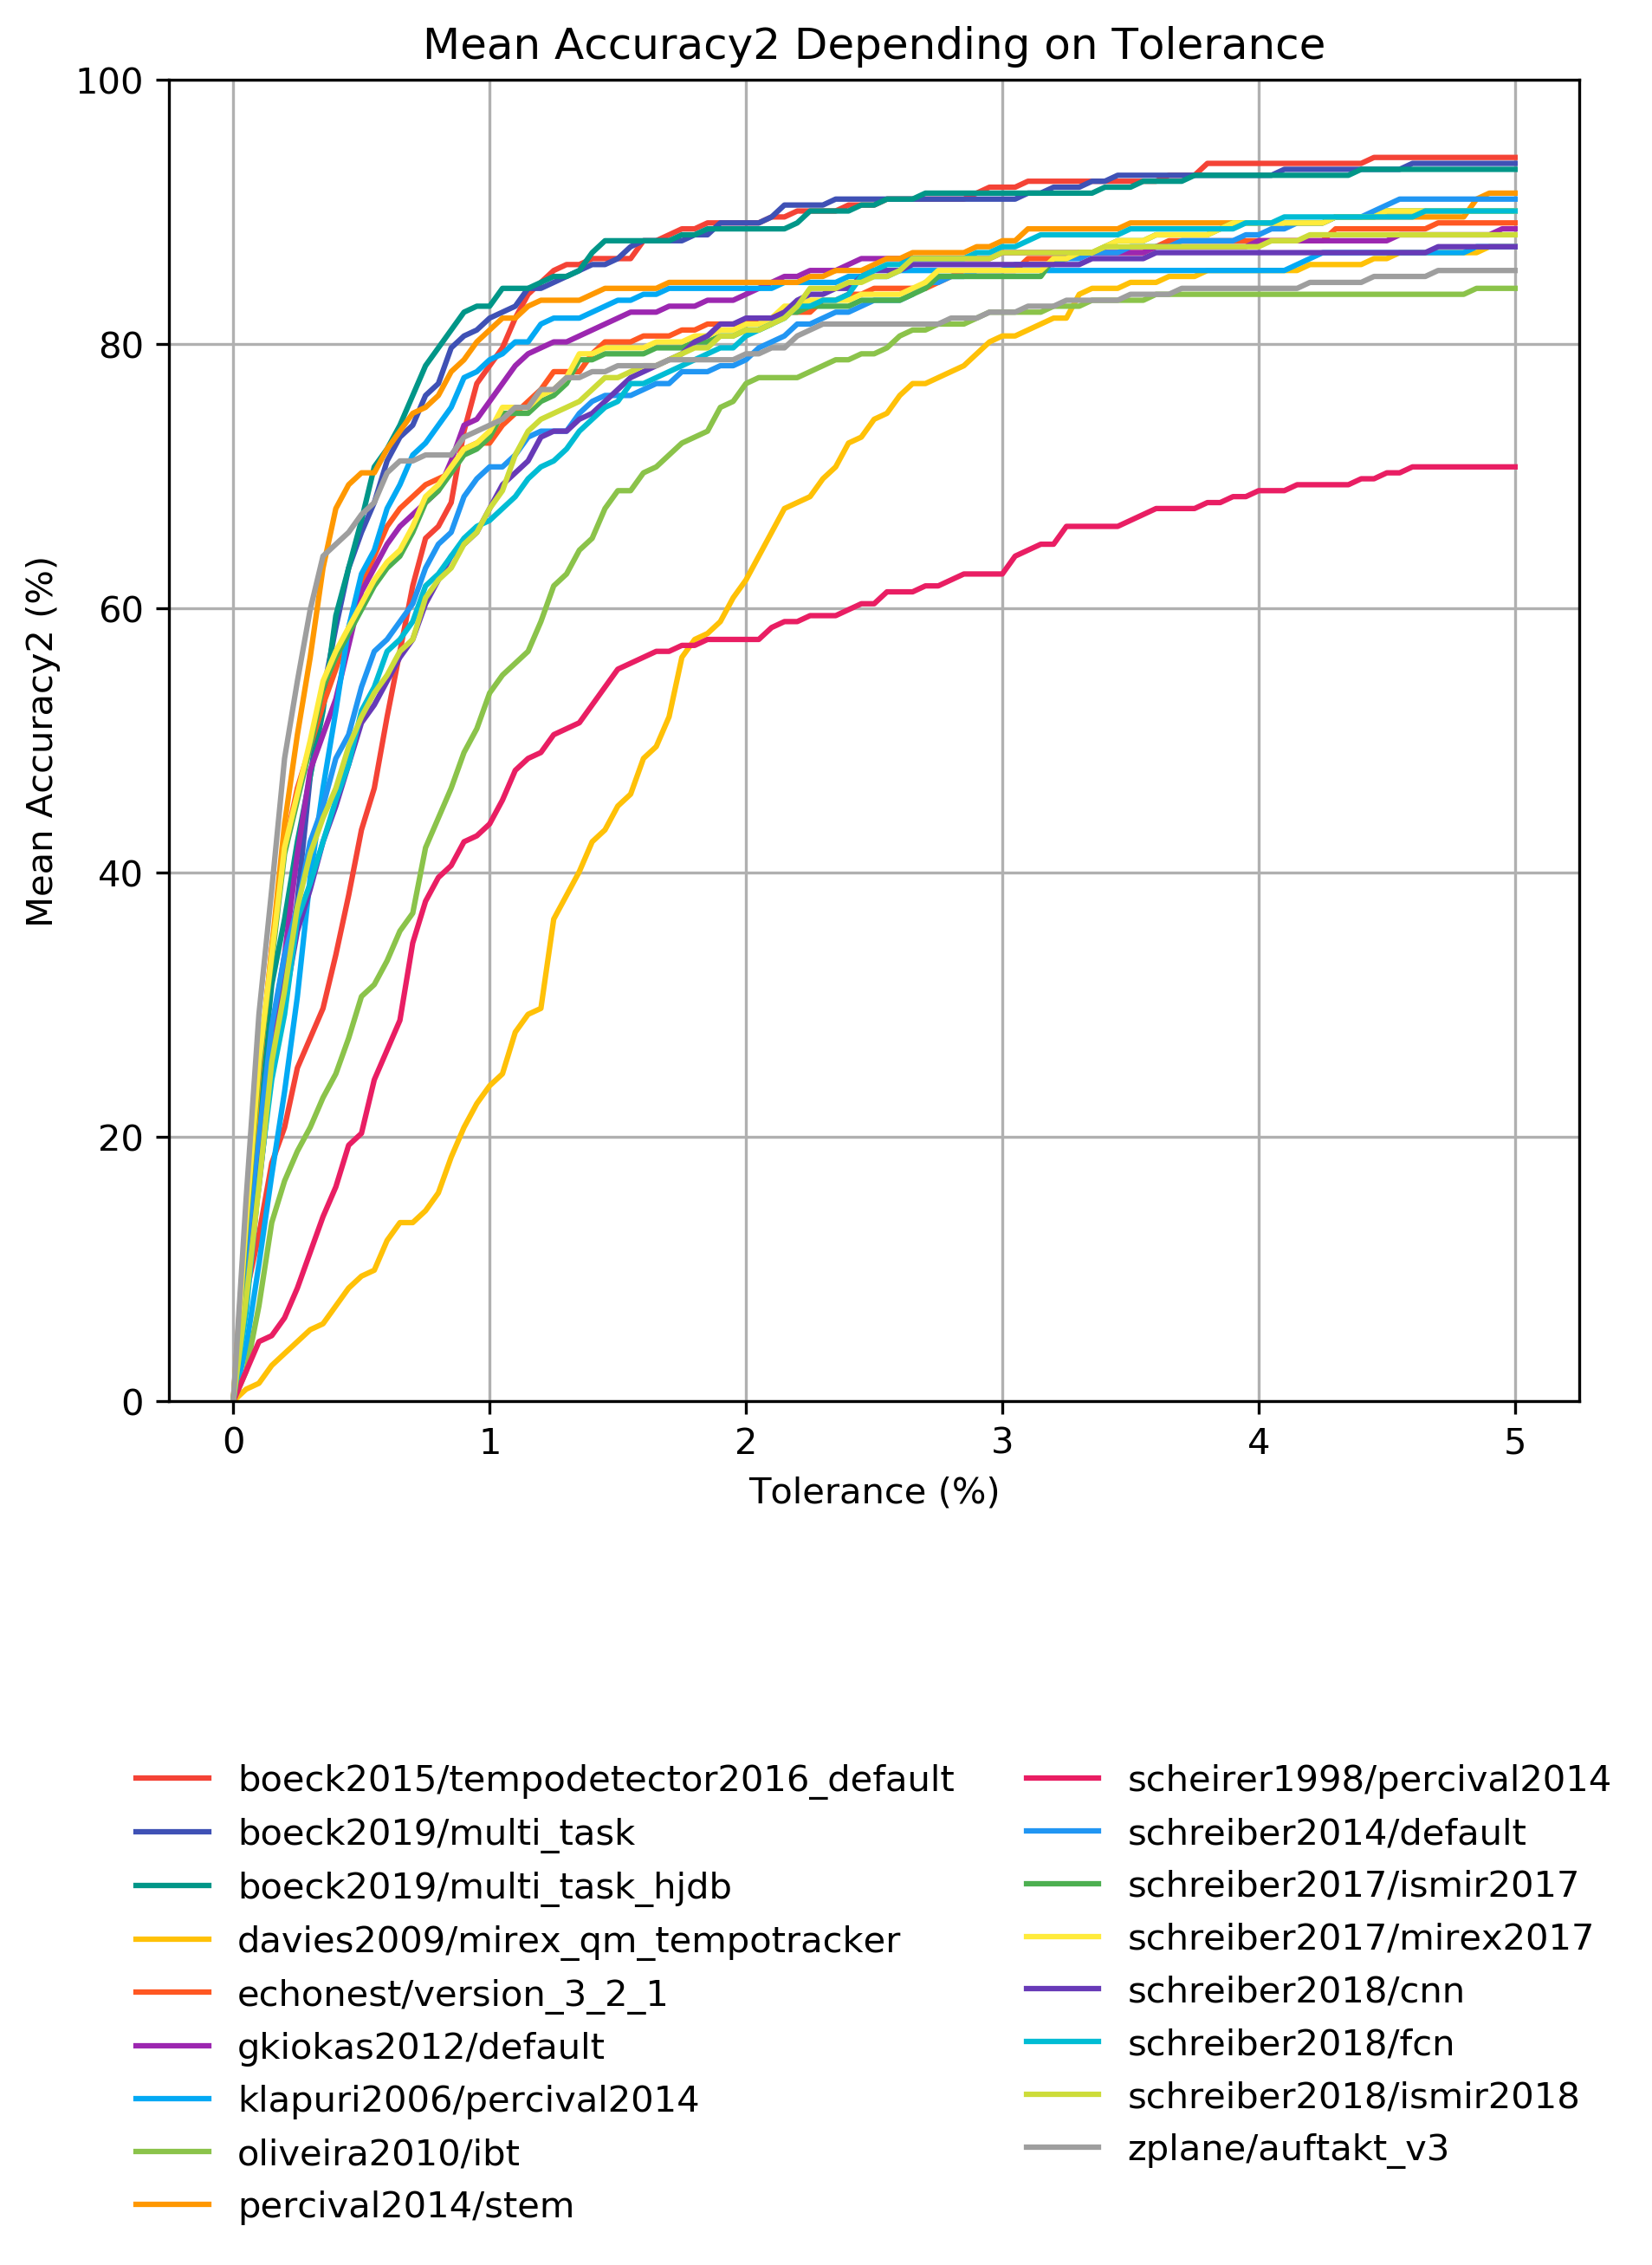 Mean Accuracy2 Depending on Tolerance
100
80
60
40
20
0
Mean Accuracy2 (%)
0 1 2 3 4 5
Tolerance (%)
boeck2015/tempodetector2016_default
boeck2019/multi_task
boeck2019/multi_task_hjdb
davies2009/mirex_qm_tempotracker
echonest/version_3_2_1
gkiokas2012/default
klapuri2006/percival2014
oliveira2010/ibt
percival2014/stem
scheirer1998/percival2014
schreiber2014/default
schreiber2017/ismir2017
schreiber2017/mirex2017
schreiber2018/cnn
schreiber2018/fcn
schreiber2018/ismir2018
zplane/auftakt_v3